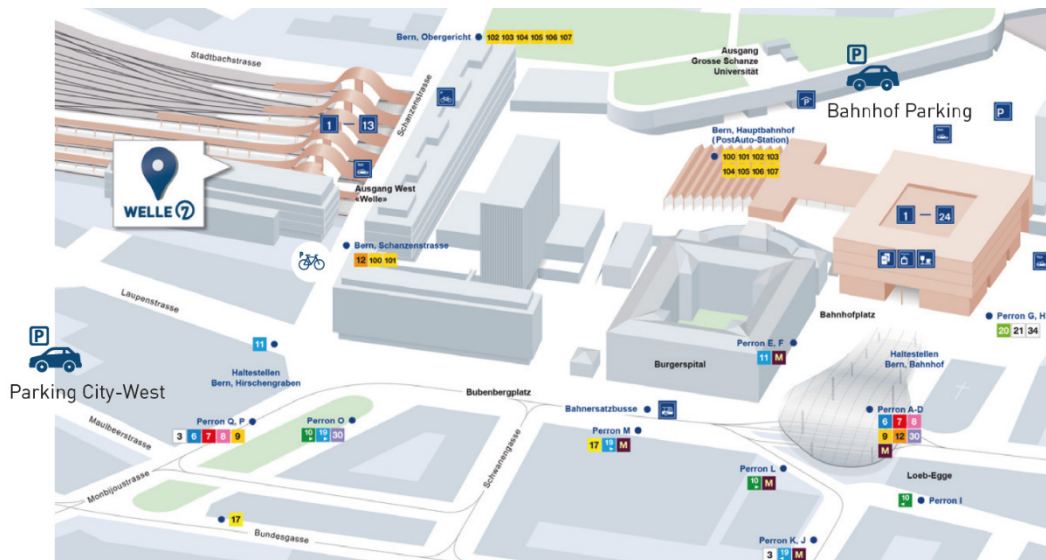 Bern, Obergericht 102 103 104 105 106 107
Stadtbachstrasse
Schanzenstrasse
Ausgang
Grosse Schanze
Universität
P
Bahnhof Parking
P
P
1 – 13
Bern, Hauptbahnhof
(PostAuto-Station)
100 101 102 103
104 105 106 107
WELLE 7
Ausgang West
«Welle»
1 – 24
Bern, Schanzenstrasse
12 100 101
Laupenstrasse
Bahnhofplatz
Perron G, H
20 21 34
P
Parking City-West
11
Haltestellen
Bern, Hirschengraben
Perron E, F
11 M
Burgerspital
Haltestellen
Bern, Bahnhof
Bubenbergplatz
Bahnersatzbusse
Maulbeerstrasse
Perron Q, P
3 6 7 8 9
Perron O
10 19 30
Perron M
17 19 M
Perron A-D
6 7 8
9 12 30
M
Schwanengasse
Monbijoustrasse
Perron L
10 M
Loeb-Egge
10 Perron I
17
Bundesgasse
Perron K, J
3 19 M